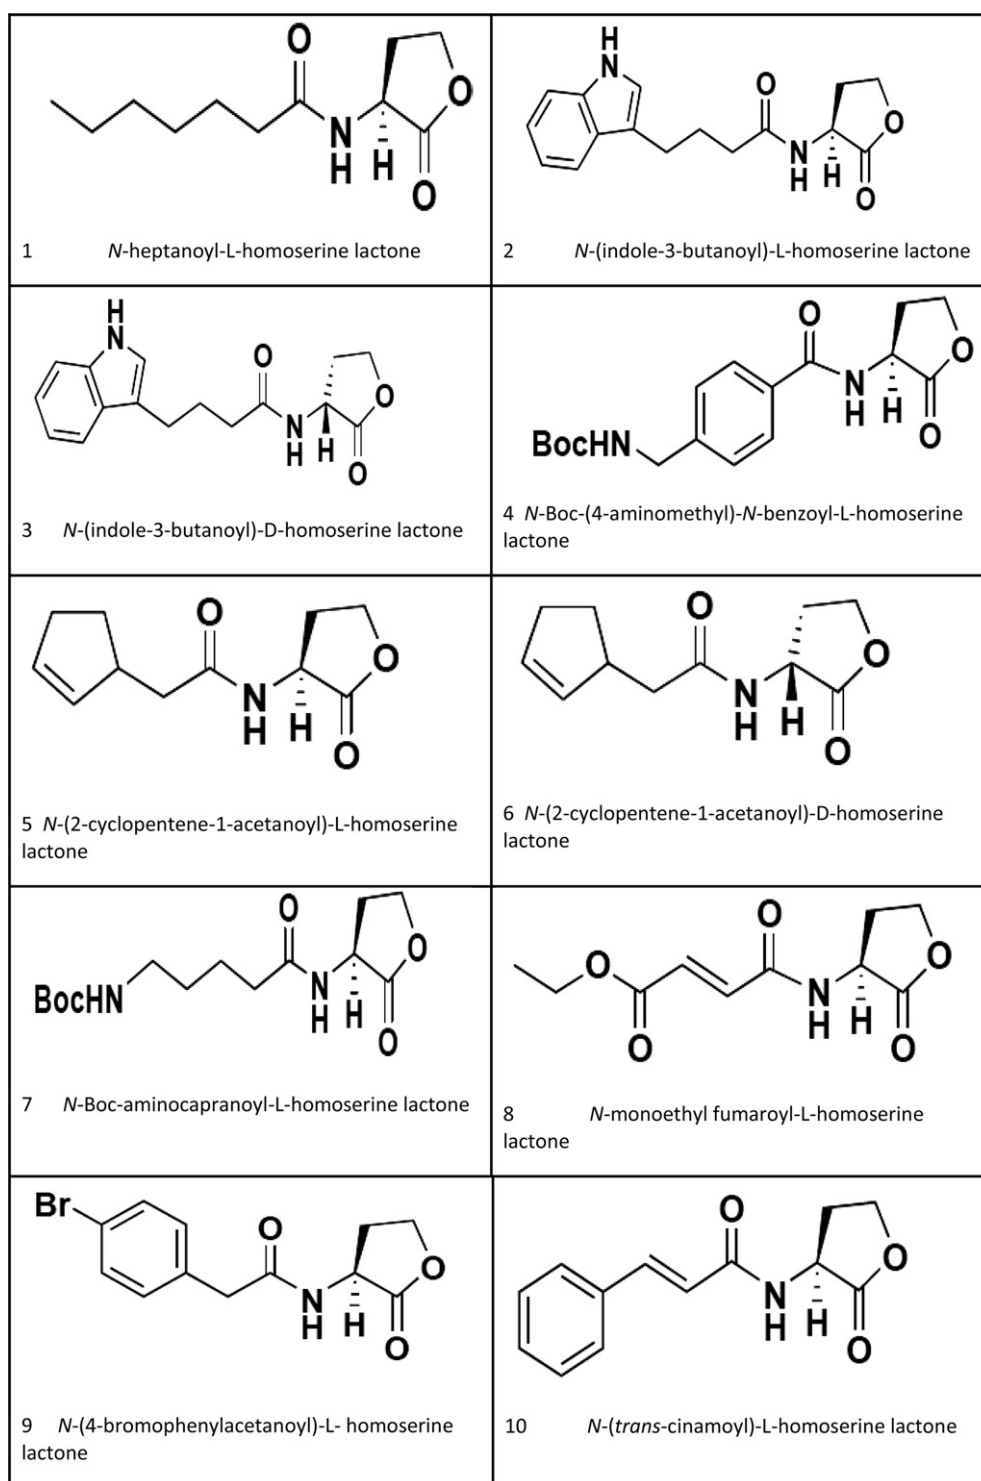 O
O
N
H
H
O
1 N-heptanoyl-L-homoserine lactone
H
N
O
O
N
H
H
O
2 N-(indole-3-butanoyl)-L-homoserine lactone
H
N
O
O
N
H
H
O
3 N-(indole-3-butanoyl)-D-homoserine lactone
O
O
N
H
H
O
BocHN
4 N-Boc-(4-aminomethyl)-N-benzoyl-L-homoserine
lactone
O
O
N
H
H
O
5 N-(2-cyclopentene-1-acetanoyl)-L-homoserine
lactone
O
O
N
H
H
O
6 N-(2-cyclopentene-1-acetanoyl)-D-homoserine
lactone
O
O
BocHN
N
H
H
O
7 N-Boc-aminocapranoyl-L-homoserine lactone
O
O
O
O
N
H
H
O
8 N-monoethyl fumaroyl-L-homoserine
lactone
Br
O
O
N
H
H
O
9 N-(4-bromophenylacetanoyl)-L- homoserine
lactone
O
O
N
H
H
O
10 N-(trans-cinamoyl)-L-homoserine lactone